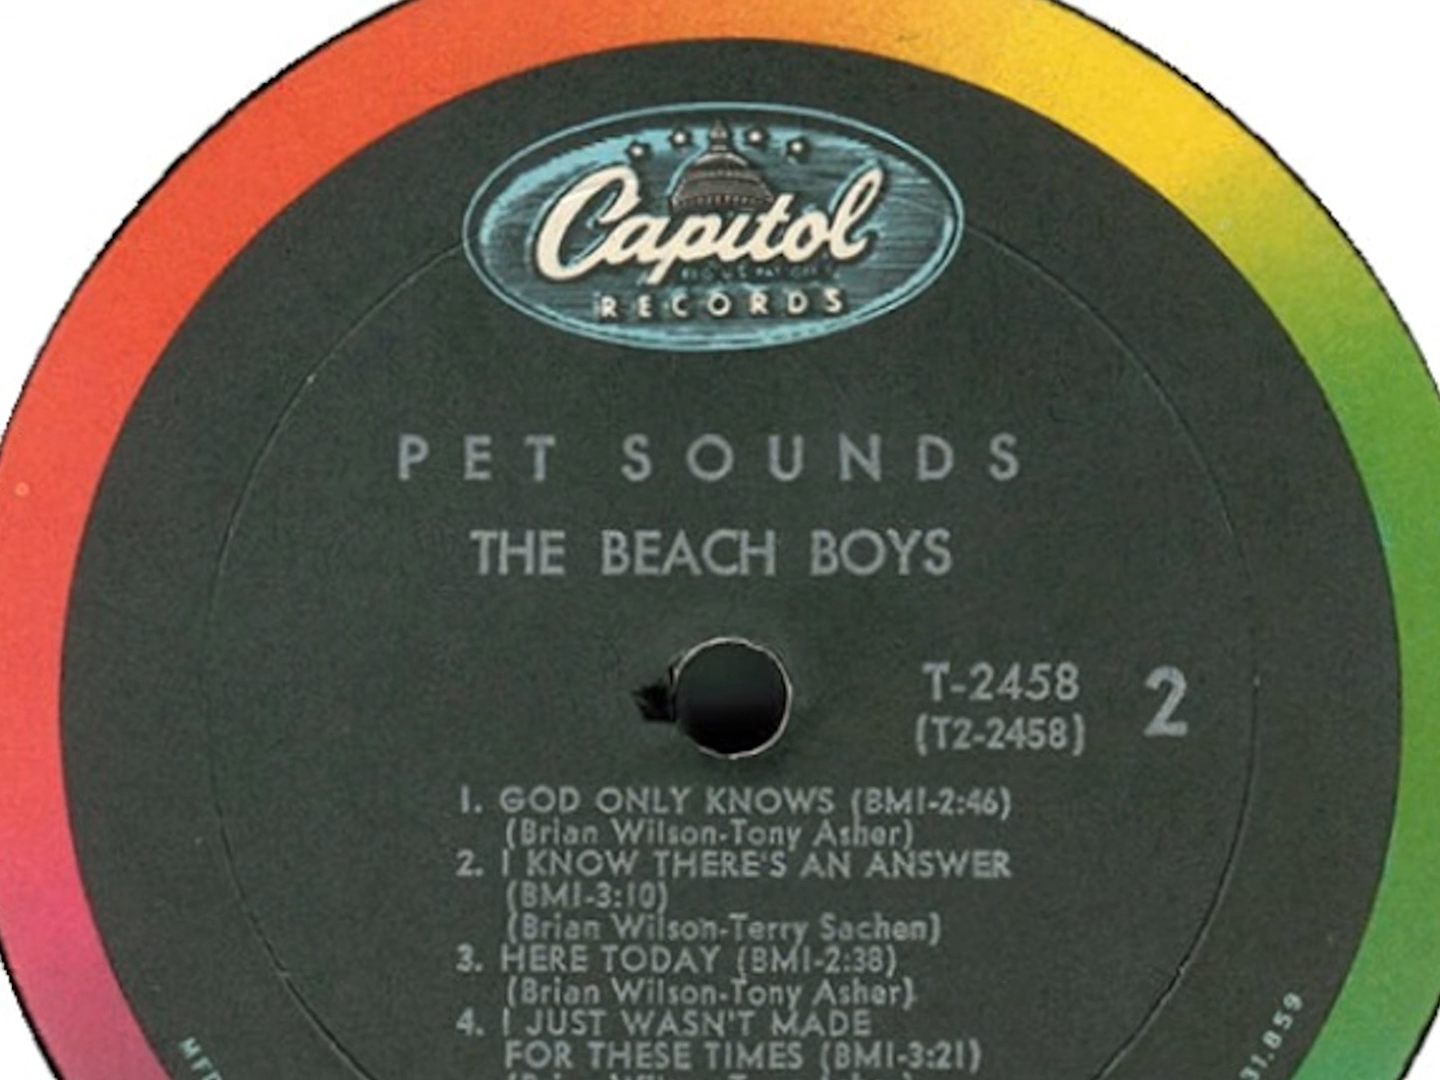 Capitol
RECORDS
PET SOUNDS
THE BEACH BOYS
T-2458
(T2-2458)
2
1. GOD ONLY KNOWS (BMI-2:46)
(Brian Wilson-Tony Asher)
2. I KNOW THERE'S AN ANSWER
(BMI-3:10)
(Brian Wilson-Terry Sachen)
3. HERE TODAY (BMI-2:38)
(Brian Wilson-Tony Asher)
4. I JUST WASN'T MADE
FOR THESE TIMES (BMI-3:21)